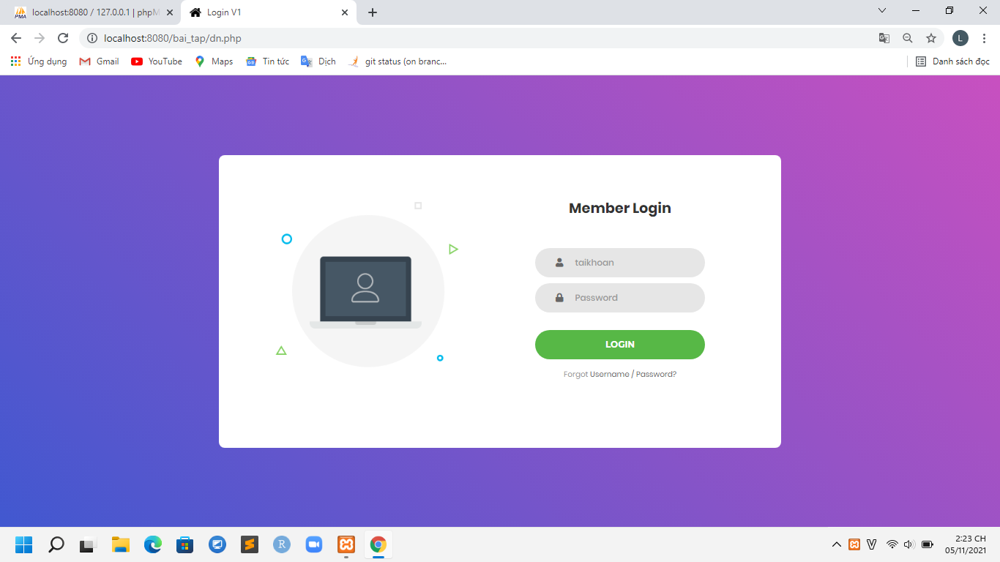 PMA
localhost:8080 / 127.0.0.1 | phpM
Login V1
localhost:8080/bai_tap/dn.php
L
Ứng dụng
Gmail
YouTube
Maps
Tin tức
Dịch
git status (on branc...
Danh sách đọc
Member Login
taikhoan
Password
LOGIN
Forgot Username / Password?
R
V
2:23 CH
05/11/2021